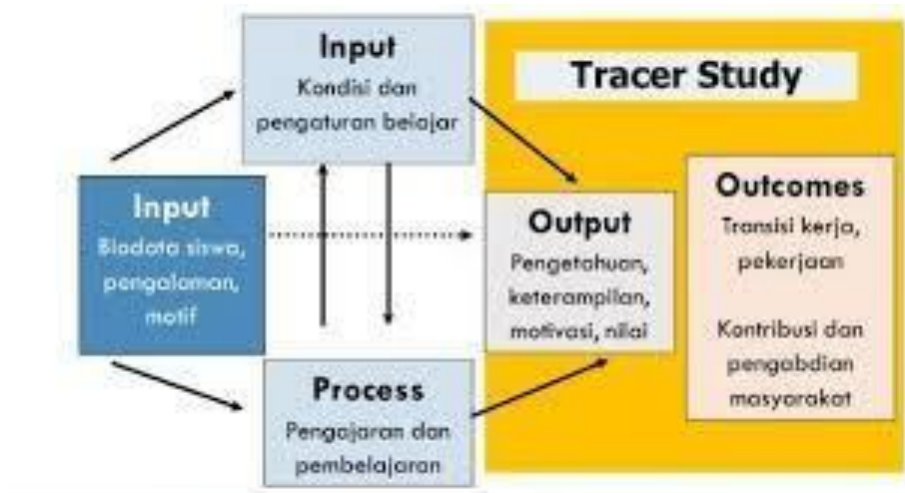 Input
Kondisi dan
pengaturan belajar
Tracer Study
Input
Biodata siswa,
pengalaman,
motif
Output
Pengetahuan,
keterampilan,
motivasi, nilai
Outcomes
Transisi kerja,
pekerjaan
Kontribusi dan
pengabdian
masyarakat
Process
Pengajaran dan
pembelajaran